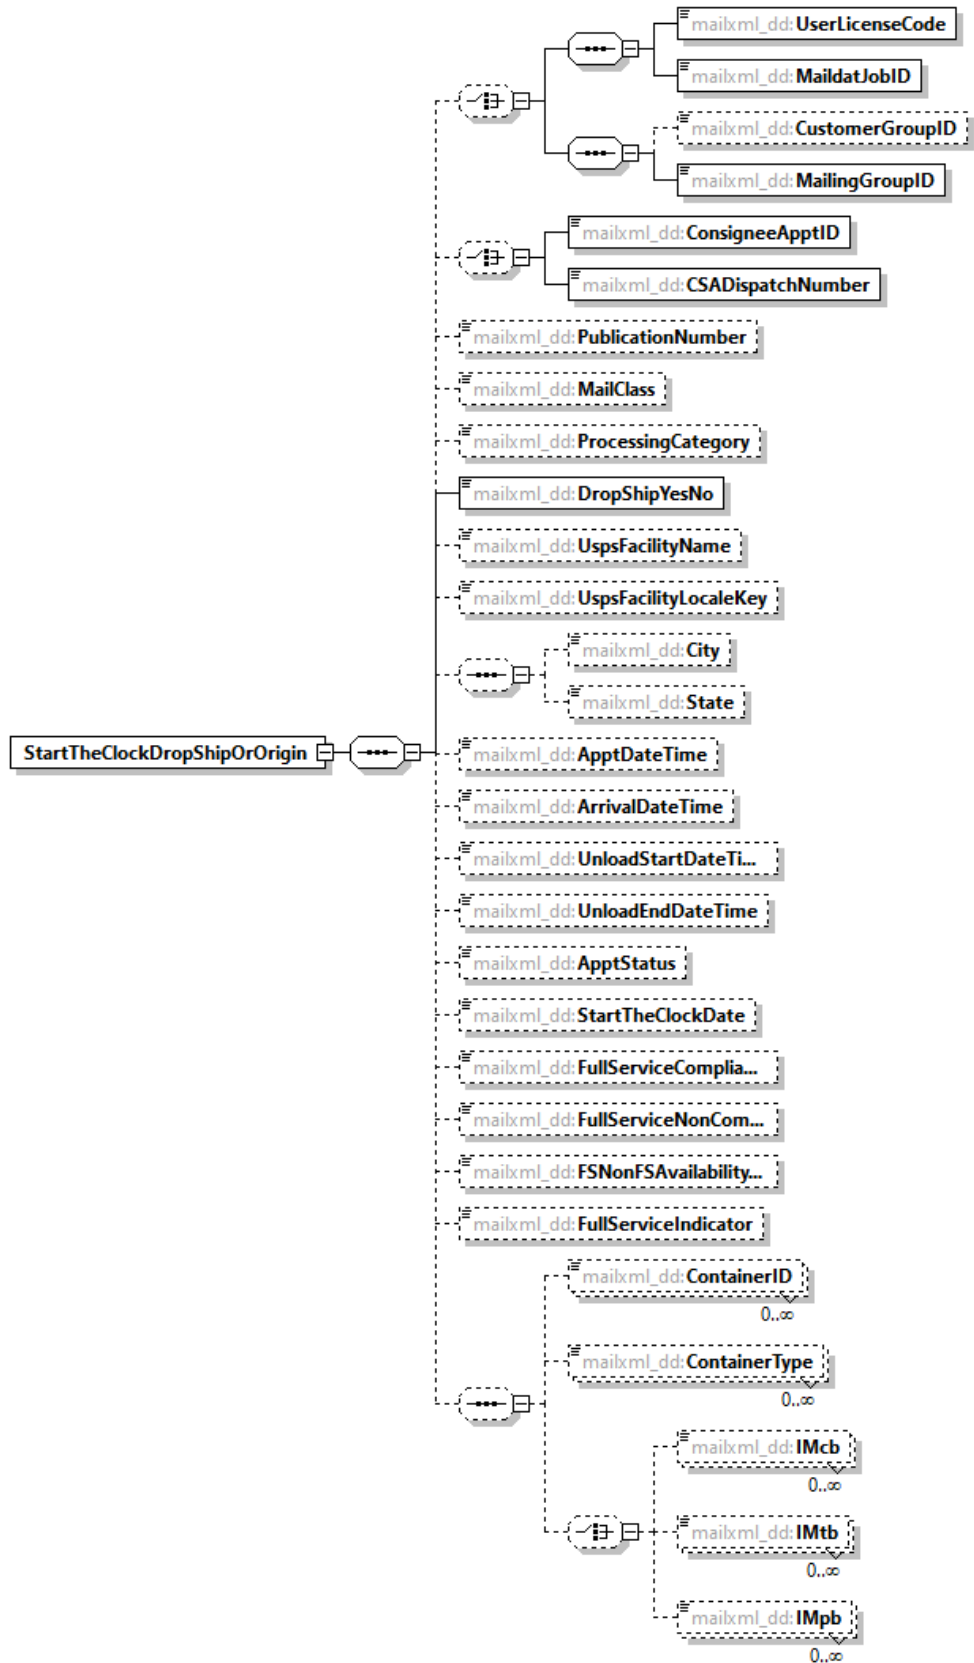 mailxml_dd:UserLicenseCode
mailxml_dd:MaildatJobID
mailxml_dd:CustomerGroupID
mailxml_dd:MailingGroupID
mailxml_dd:ConsigneeApptID
mailxml_dd:CSADispatchNumber
mailxml_dd:PublicationNumber
mailxml_dd:MailClass
mailxml_dd:ProcessingCategory
mailxml_dd:DropShipYesNo
mailxml_dd:UspsFacilityName
mailxml_dd:UspsFacilityLocaleKey
mailxml_dd:City
mailxml_dd:State
StartTheClockDropShipOrOrigin
mailxml_dd:ApptDateTime
mailxml_dd:ArrivalDateTime
mailxml_dd:UnloadStartDateTi...
mailxml_dd:UnloadEndDateTime
mailxml_dd:ApptStatus
mailxml_dd:StartTheClockDate
mailxml_dd:FullServiceComplia...
mailxml_dd:FullServiceNonCom...
mailxml_dd:FSNonFSAvailability...
mailxml_dd:FullServiceIndicator
mailxml_dd:ContainerID
0..∞
mailxml_dd:ContainerType
0..∞
mailxml_dd:IMcb
0..∞
mailxml_dd:IMtb
0..∞
mailxml_dd:IMpb
0..∞